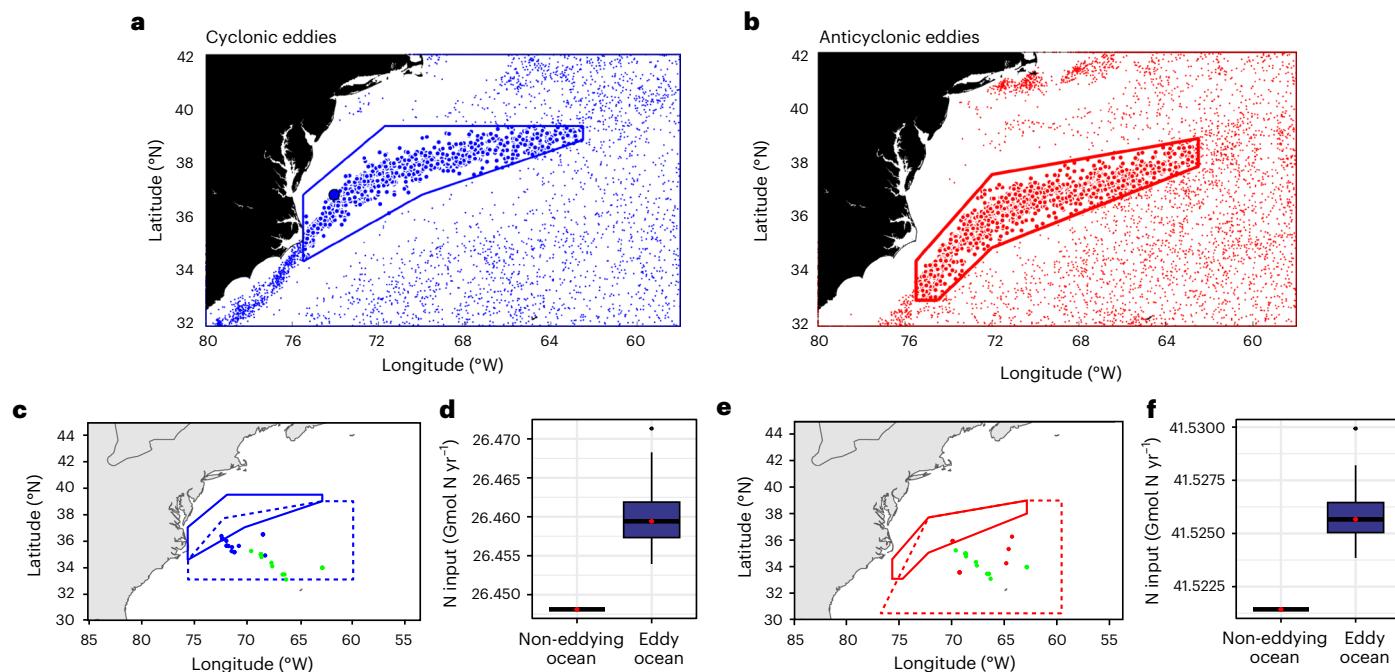 a
Cyclonic eddies
42
40
38
36
34
32
Latitude (°N)
80
76
72
68
64
60
Longitude (°W)
b
Anticyclonic eddies
42
40
38
36
34
32
Latitude (°N)
80
76
72
68
64
60
Longitude (°W)
c
44
42
40
38
36
34
32
30
Latitude (°N)
85
80
75
70
65
60
55
Longitude (°W)
d
26.470
26.460
26.455
26.450
N input (Gmol N yr−1)
Non-eddying
ocean
Eddy
ocean
e
44
42
40
38
36
34
32
30
Latitude (°N)
85
80
75
70
65
60
55
Longitude (°W)
f
41.5300
41.5275
41.5250
41.5225
N input (Gmol N yr−1)
Non-eddying
ocean
Eddy
ocean